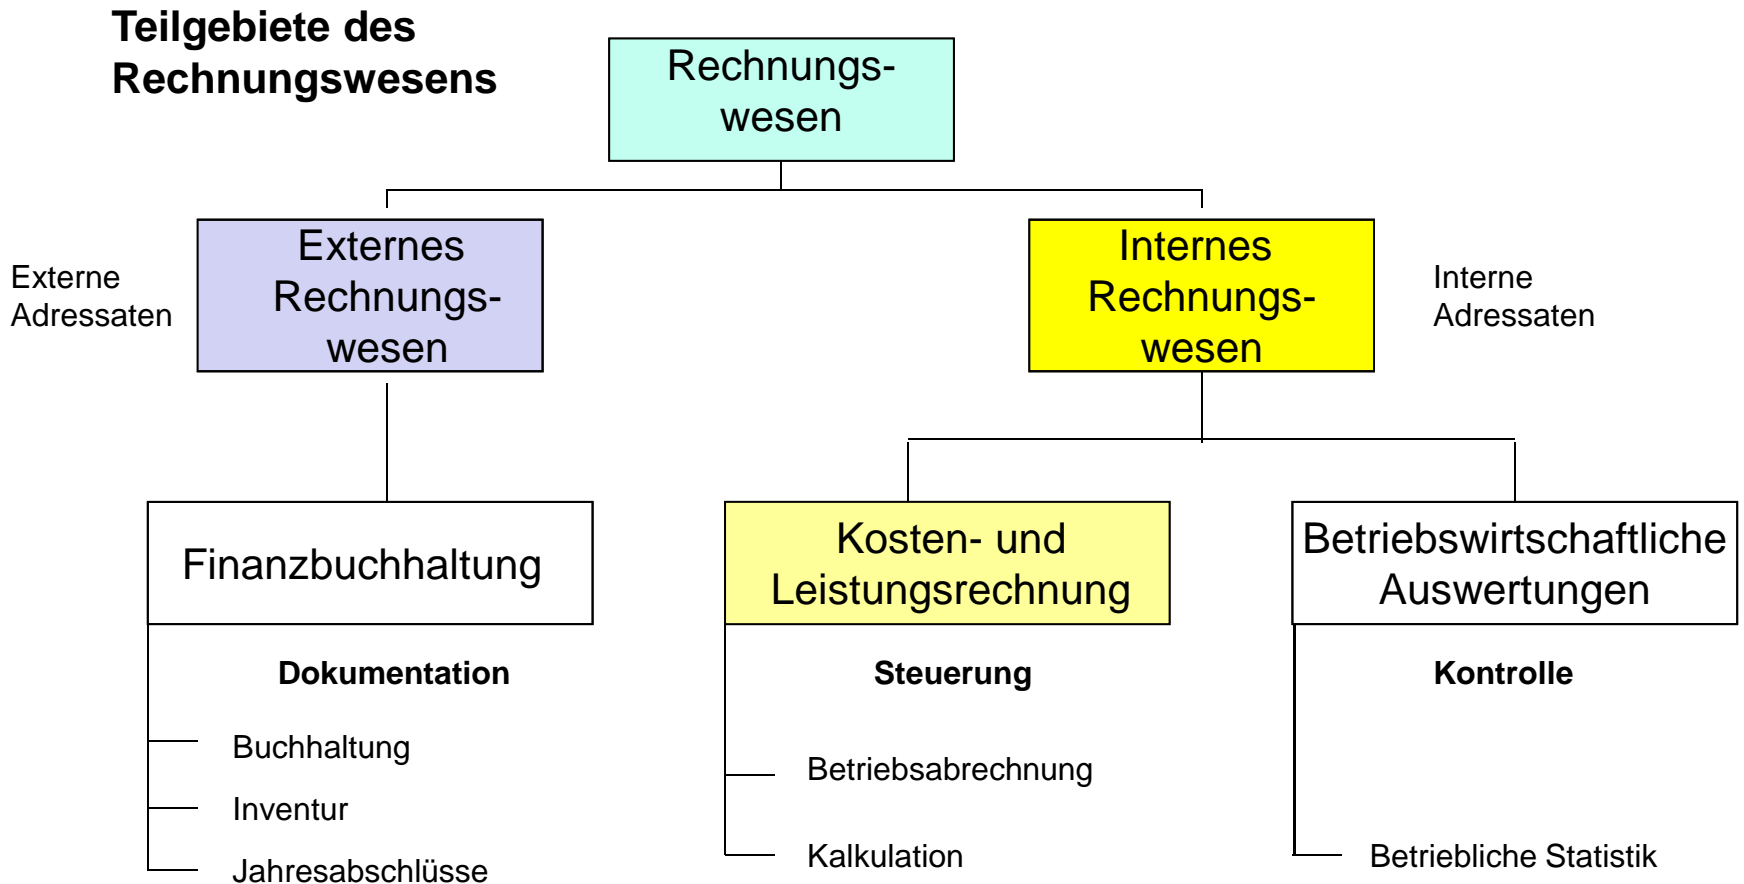 Teilgebiete des
Rechnungswesens
Rechnungs-
wesen
Externe
Adressaten
Externes
Rechnungs-
wesen
Internes
Rechnungs-
wesen
Interne
Adressaten
Finanzbuchhaltung
Kosten- und
Leistungsrechnung
Betriebswirtschaftliche
Auswertungen
Dokumentation
Buchhaltung
Inventur
Jahresabschlüsse
Steuerung
Betriebsabrechnung
Kalkulation
Kontrolle
Betriebliche Statistik